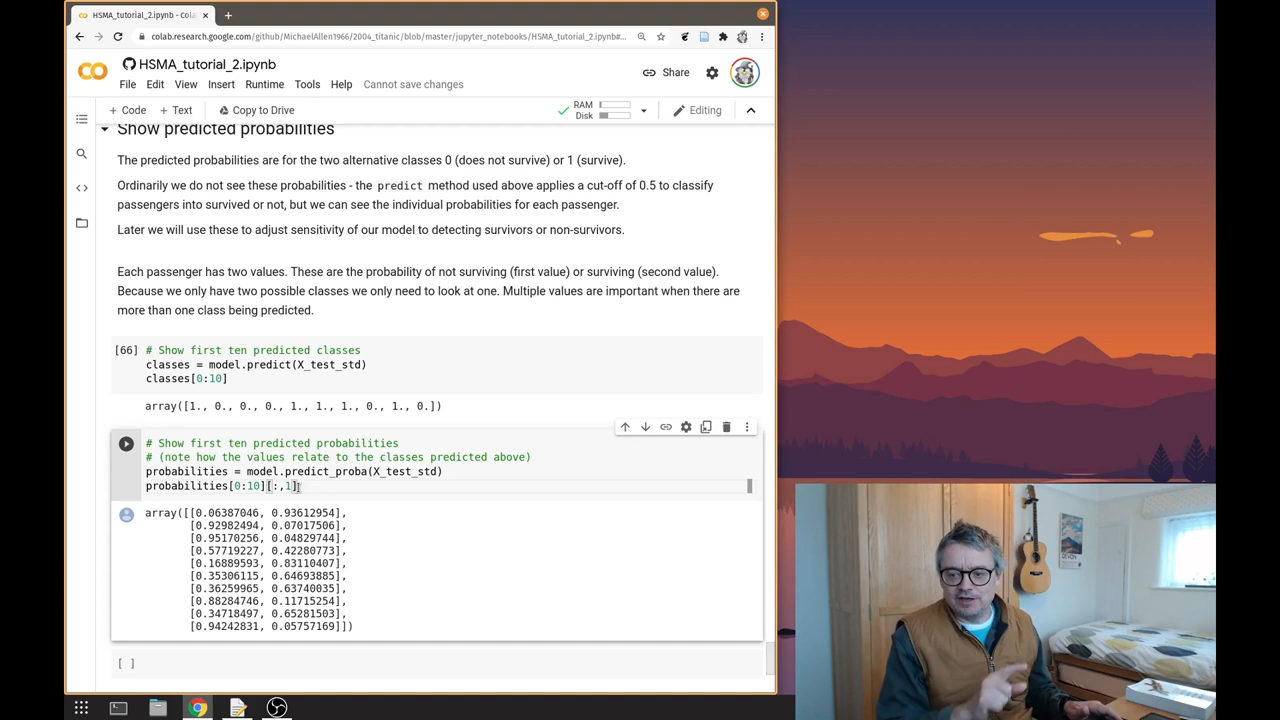 HSMA_tutorial_2.ipynb - Cola
colab.research.google.com/github/MichaelAllen1966/2004_titanic/blob/master/jupyter_notebooks/HSMA_tutorial_2.ipynb#...
HSMA_tutorial_2.ipynb
Share
File Edit View Insert Runtime Tools Help Cannot save changes
+ Code + Text Copy to Drive RAM Disk Editing
Show predicted probabilities
The predicted probabilities are for the two alternative classes 0 (does not survive) or 1 (survive).
Ordinarily we do not see these probabilities - the predict method used above applies a cut-off of 0.5 to classify
passengers into survived or not, but we can see the individual probabilities for each passenger.
Later we will use these to adjust sensitivity of our model to detecting survivors or non-survivors.
Each passenger has two values. These are the probability of not surviving (first value) or surviving (second value).
Because we only have two possible classes we only need to look at one. Multiple values are important when there are
more than one class being predicted.
[66] # Show first ten predicted classes
classes = model.predict(X_test_std)
classes[0:10]
array([1., 0., 0., 0., 1., 1., 1., 0., 1., 0.])
# Show first ten predicted probabilities
# (note how the values relate to the classes predicted above)
probabilities = model.predict_proba(X_test_std)
probabilities[0:10][:,1]
array([[0.06387046, 0.93612954],
[0.92982494, 0.07017506],
[0.95170256, 0.04829744],
[0.57719227, 0.42280773],
[0.16889593, 0.83110407],
[0.35306115, 0.64693885],
[0.36259965, 0.63740035],
[0.88284746, 0.11715254],
[0.34718497, 0.65281503],
[0.94242831, 0.05757169]])
[ ]
DEVON